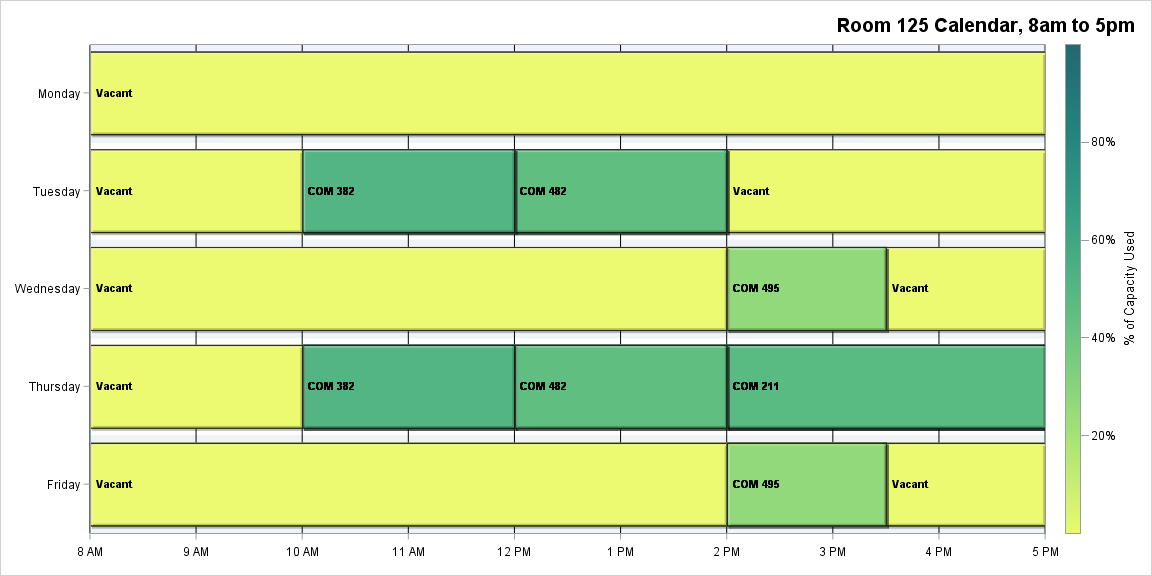 Room 125 Calendar, 8am to 5pm
Monday
Vacant
Tuesday
Vacant
COM 382
COM 482
Vacant
Wednesday
Vacant
COM 495
Vacant
Thursday
Vacant
COM 382
COM 482
COM 211
Friday
Vacant
COM 495
Vacant
8 AM
9 AM
10 AM
11 AM
12 PM
1 PM
2 PM
3 PM
4 PM
5 PM
80%
60%
40%
20%
% of Capacity Used